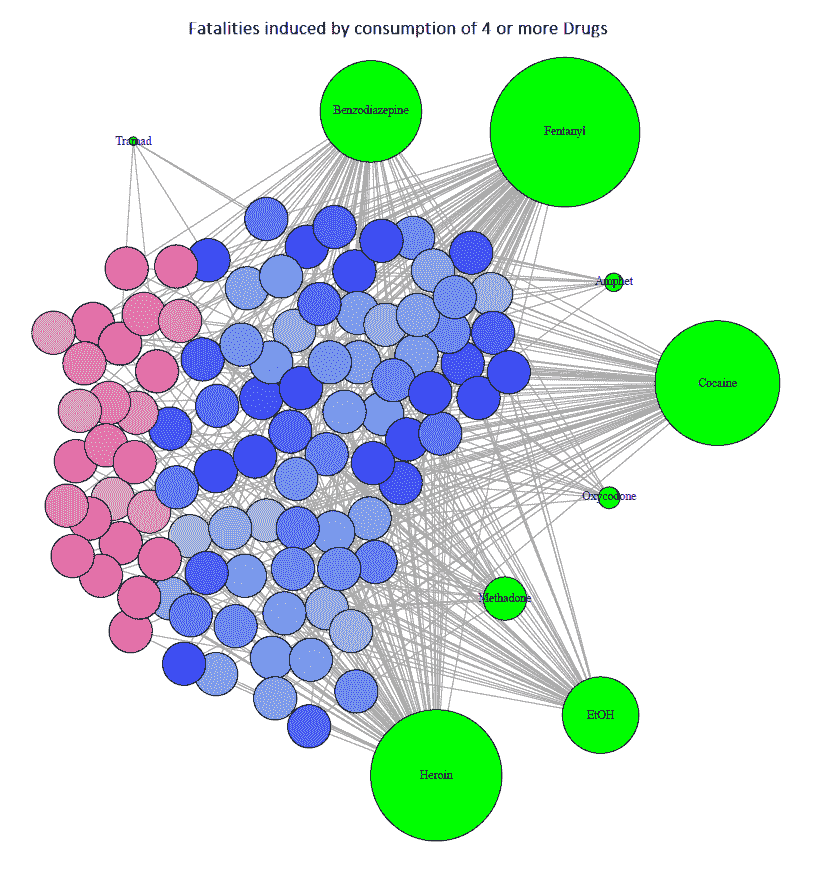 Fatalities induced by consumption of 4 or more Drugs
Benzodiazepine
Fentanyl
Tramad
Amphet
Cocaine
Oxycodone
Methadone
EtOH
Heroin